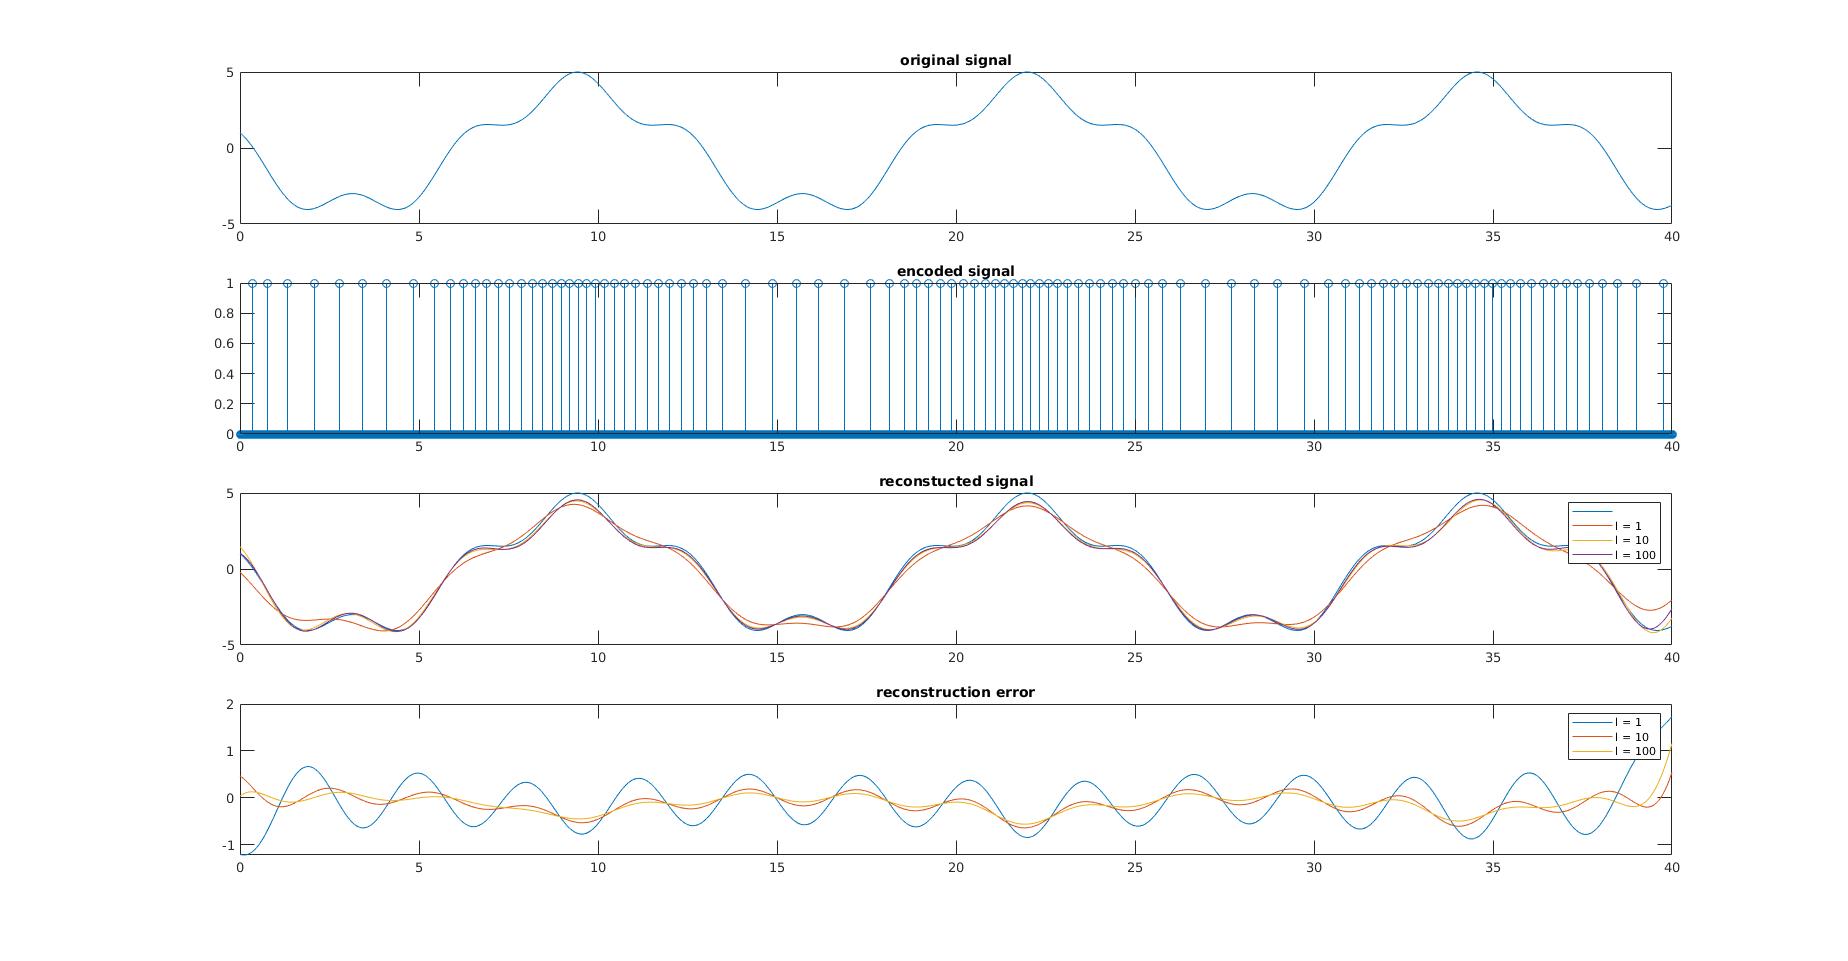 original signal
5
0
-5
0 5 10 15 20 25 30 35 40
encoded signal
1
0.8
0.6
0.4
0.2
0
0 5 10 15 20 25 30 35 40
reconstucted signal
5
0
-5
l = 1
l = 10
l = 100
0 5 10 15 20 25 30 35 40
reconstruction error
2
1
0
-1
l = 1
l = 10
l = 100
0 5 10 15 20 25 30 35 40